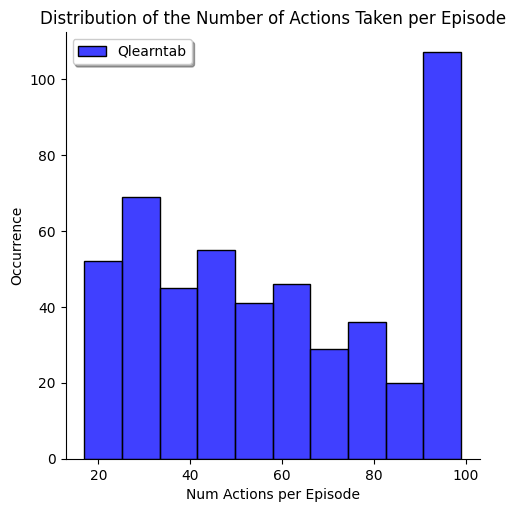 Distribution of the Number of Actions Taken per Episode
Qlearntab
100
80
60
40
20
0
Occurrence
20 40 60 80 100
Num Actions per Episode